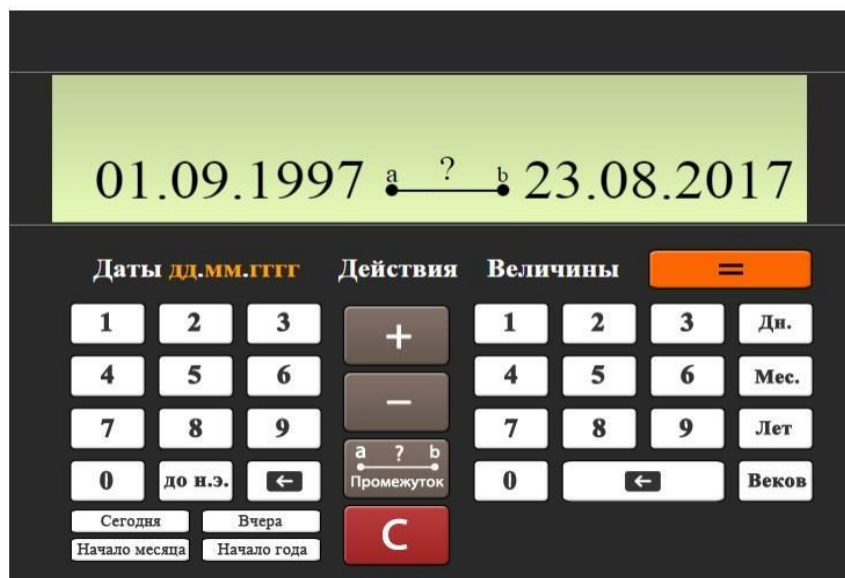 01.09.1997 a ? b 23.08.2017
Даты дд.мм.гггг Действия Величины =
1 2 3 + 1 2 3 Дн.
4 5 6 − 4 5 6 Мес.
7 8 9 a ? b 7 8 9 Лет
0 до н.э. ← Промежуток 0 ← Веков
Сегодня Вчера C
Начало месяца Начало года